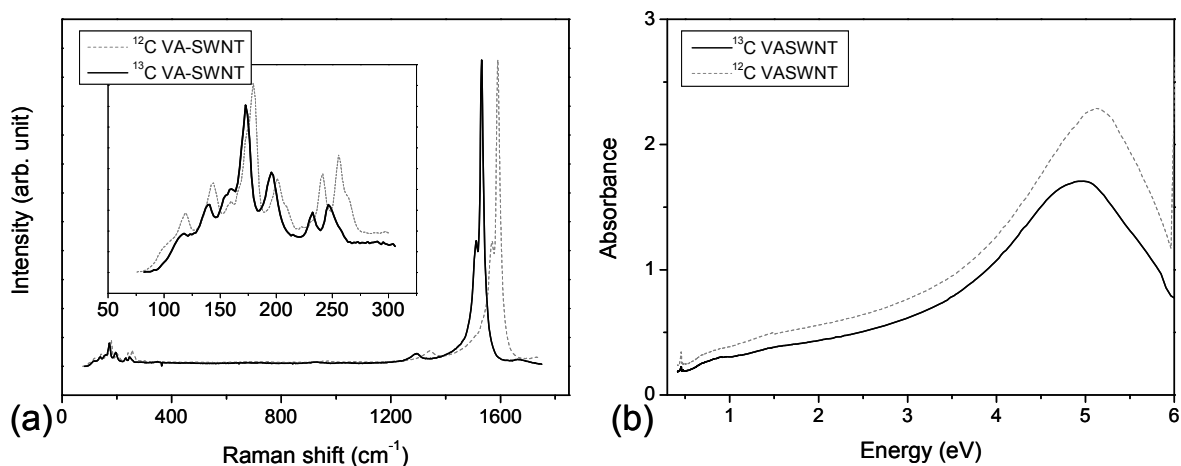 ¹²C VA-SWNT
¹³C VA-SWNT
Intensity (arb. unit)
50 100 150 200 250 300
0 400 800 1200 1600
Raman shift (cm⁻¹)
(a)
¹³C VASWNT
¹²C VASWNT
Absorbance
3
2
1
0
1 2 3 4 5 6
Energy (eV)
(b)